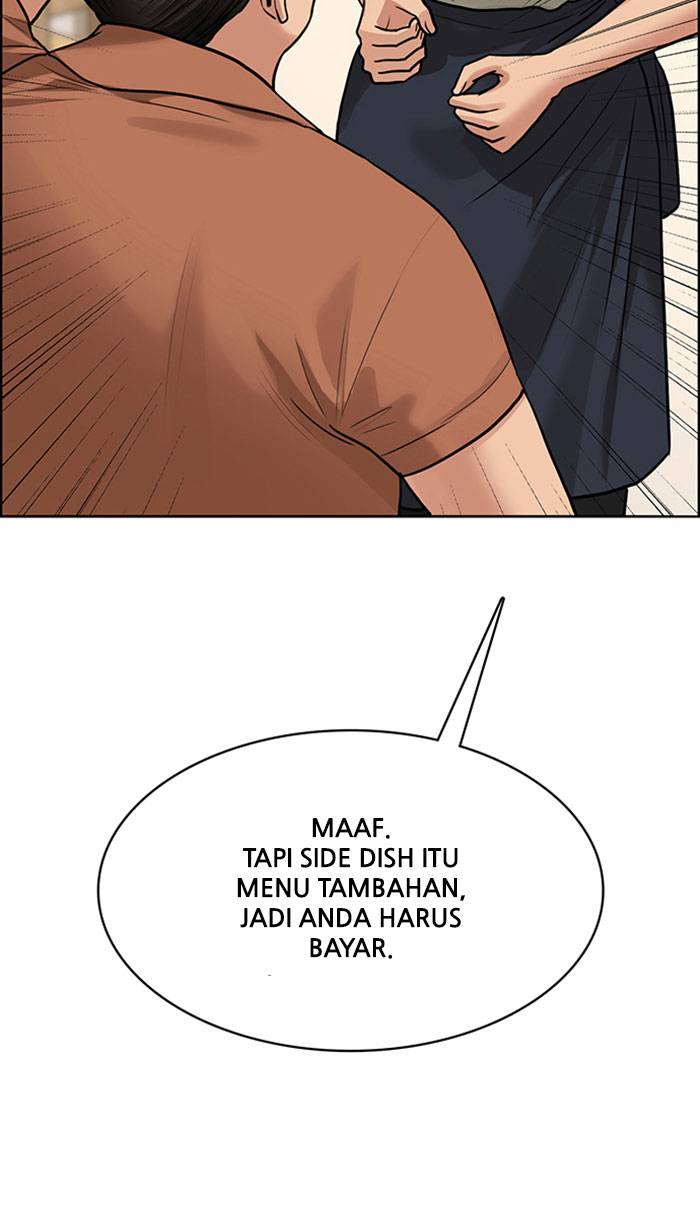 MAAF.
TAPI SIDE DISH ITU
MENU TAMBAHAN,
JADI ANDA HARUS
BAYAR.